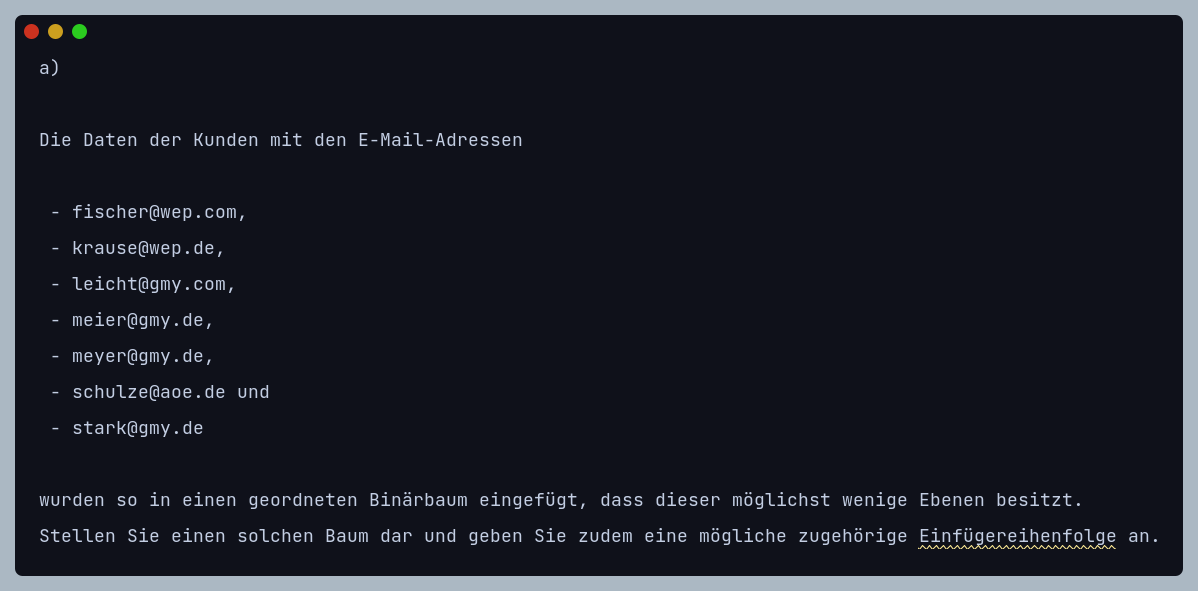 a)
Die Daten der Kunden mit den E-Mail-Adressen
- fischer@wep.com,
- krause@wep.de,
- leicht@gmy.com,
- meier@gmy.de,
- meyer@gmy.de,
- schulze@aoe.de und
- stark@gmy.de
wurden so in einen geordneten Binärbaum eingefügt, dass dieser möglichst wenige Ebenen besitzt.
Stellen Sie einen solchen Baum dar und geben Sie zudem eine mögliche zugehörige Einfügereihenfolge an.